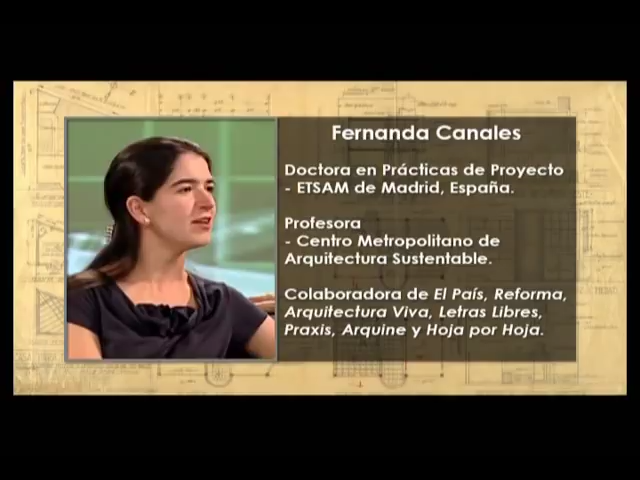 Fernanda Canales
Doctora en Prácticas de Proyecto
- ETSAM de Madrid, España.
Profesora
- Centro Metropolitano de
Arquitectura Sustentable.
Colaboradora de El País, Reforma,
Arquitectura Viva, Letras Libres,
Praxis, Arquine y Hoja por Hoja.